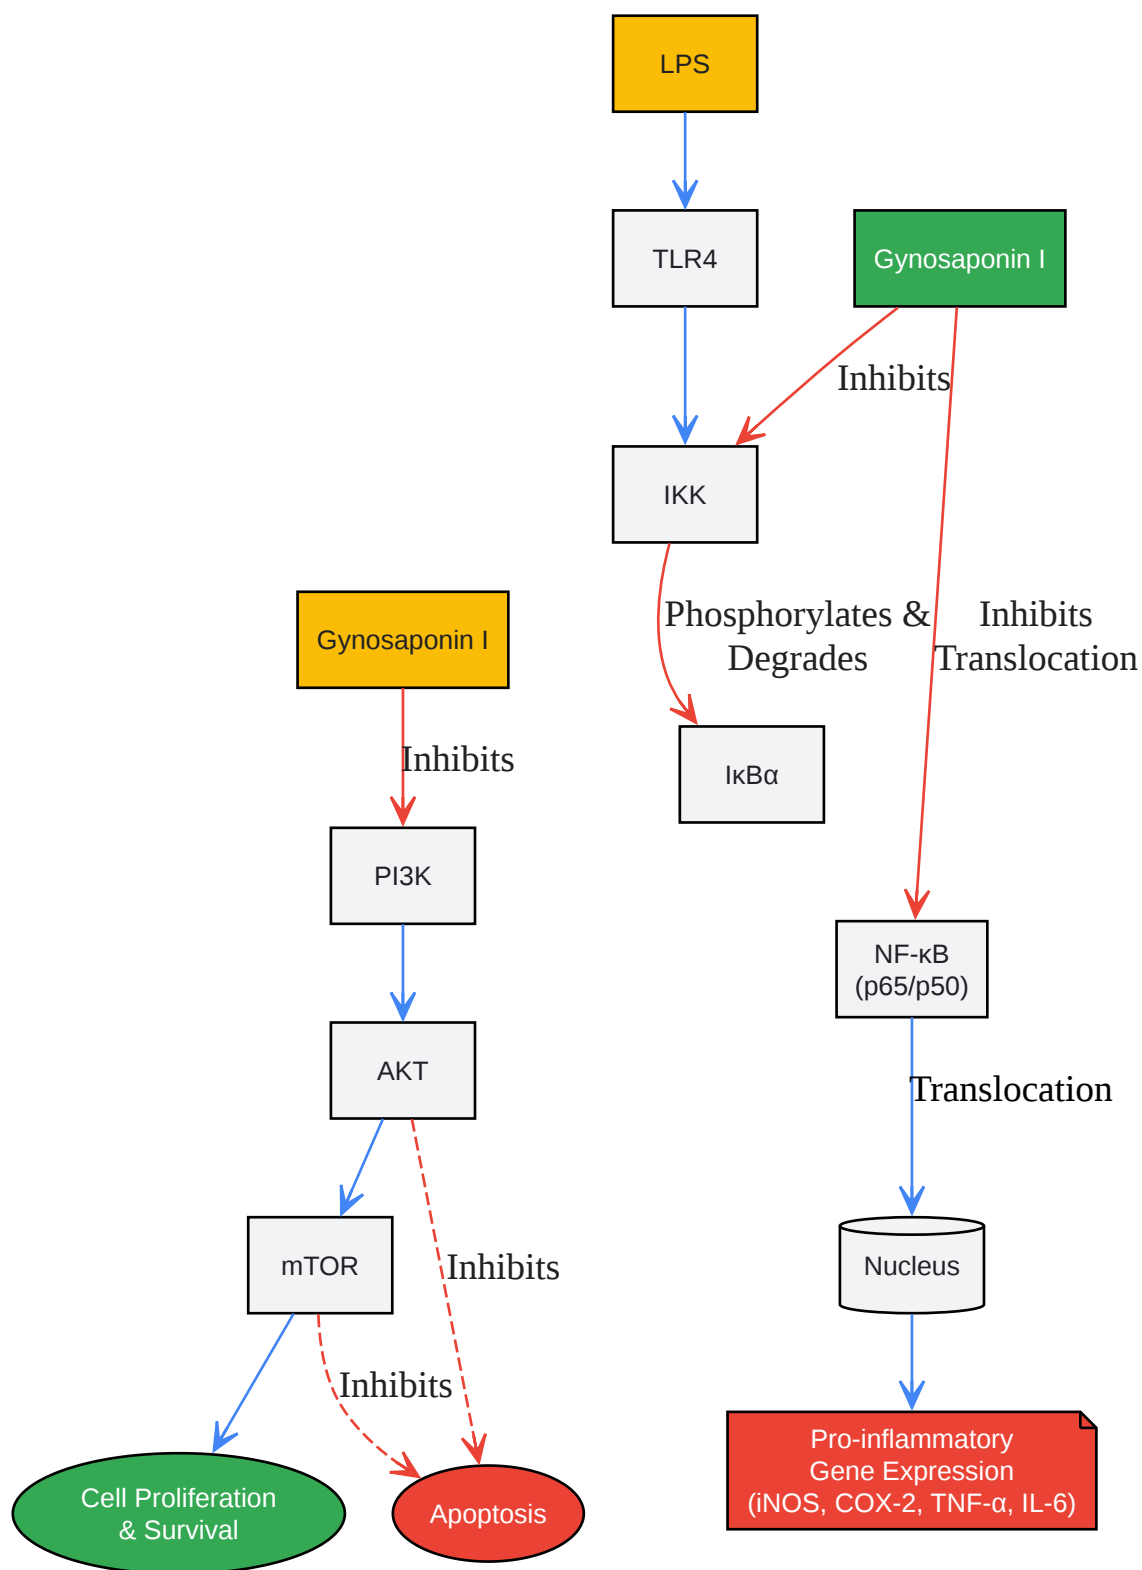 LPS
TLR4
Gynosaponin I
Inhibits
IKK
Phosphorylates &
Degrades
Inhibits
Translocation
Gynosaponin I
Inhibits
IκBα
PI3K
NF-κB
(p65/p50)
AKT
Translocation
mTOR
Inhibits
Nucleus
Inhibits
Cell Proliferation
& Survival
Apoptosis
Pro-inflammatory
Gene Expression
(iNOS, COX-2, TNF-α, IL-6)